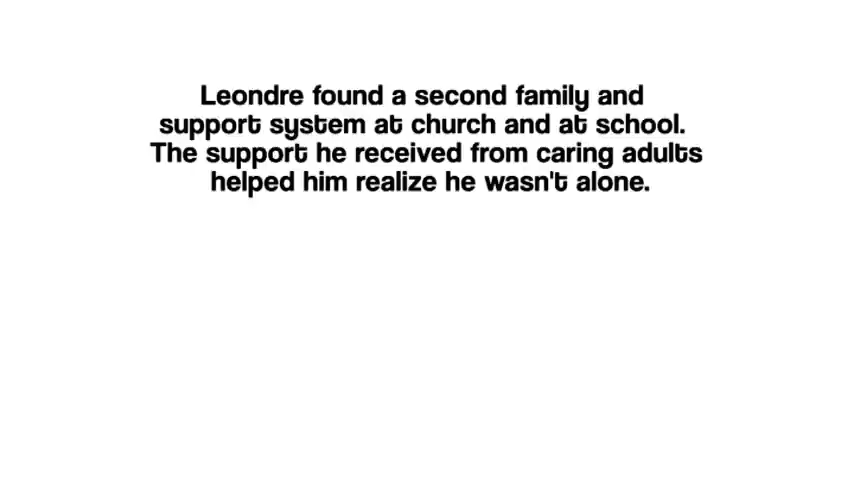 Leondre found a second family and
support system at church and at school.
The support he received from caring adults
helped him realize he wasn't alone.